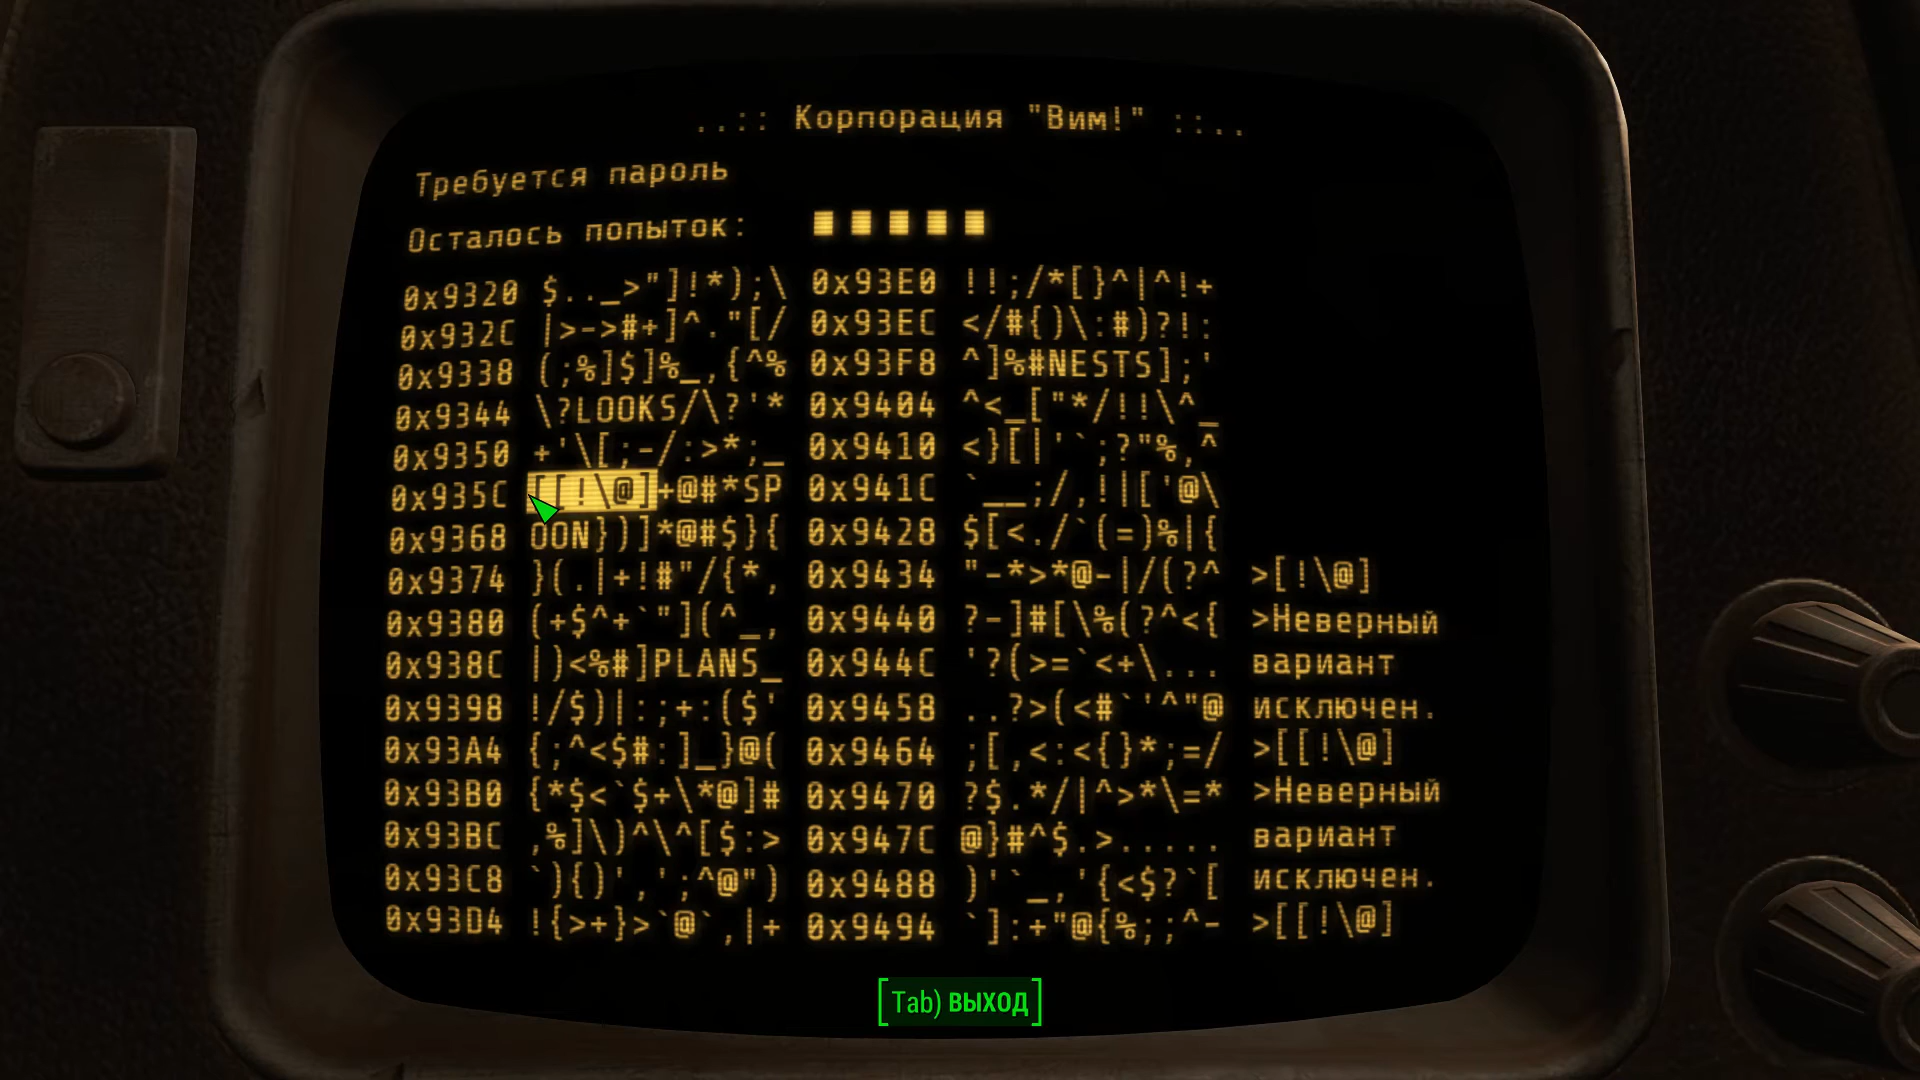 ..:: Корпорация "Вим!" ::..
Требуется пароль
Осталось попыток:
0x9320 $.._>"]!*);\ 0x93E0 !!;/*[}^|^!+
0x932C |>->#+]^."[/ 0x93EC </#{)\:#)?!:
0x9338 (;%]$]%_,{^% 0x93F8 ^]%#NESTS];'
0x9344 \?LOOKS/\?'* 0x9404 ^<_["*/!!\^_
0x9350 +'\[;-/:>*;_ 0x9410 <}[|'`;?"%,^
0x935C [[!\@]+@#*SP 0x941C `__;/,!|['@\
0x9368 OON})]*@#$}{ 0x9428 $[<./`(=)%|{
0x9374 }(.|+!#"/{*, 0x9434 "-*>*@-|/(?^ >[!\@]
0x9380 (+$^+`"](^_, 0x9440 ?-]#[\%(?^<{ >Неверный
0x938C |)<%#]PLANS_ 0x944C '?(>=`<+\... вариант
0x9398 !/$)|:;+:($' 0x9458 ..?>(<#`'^"@ исключен.
0x93A4 {;^<$#:]_}@( 0x9464 ;[,<:<{}*;=/ >[[!\@]
0x93B0 {*$<`$+\*@]# 0x9470 ?$.*/|^>*\=* >Неверный
0x93BC ,%]\)^\^[$:> 0x947C @}#^$.>..... вариант
0x93C8 `){)',';^@") 0x9488 )'`_,'{<$?`[ исключен.
0x93D4 !{>+}>`@`,|+ 0x9494 `]:+"@{%;;^- >[[!\@]
Tab) ВЫХОД